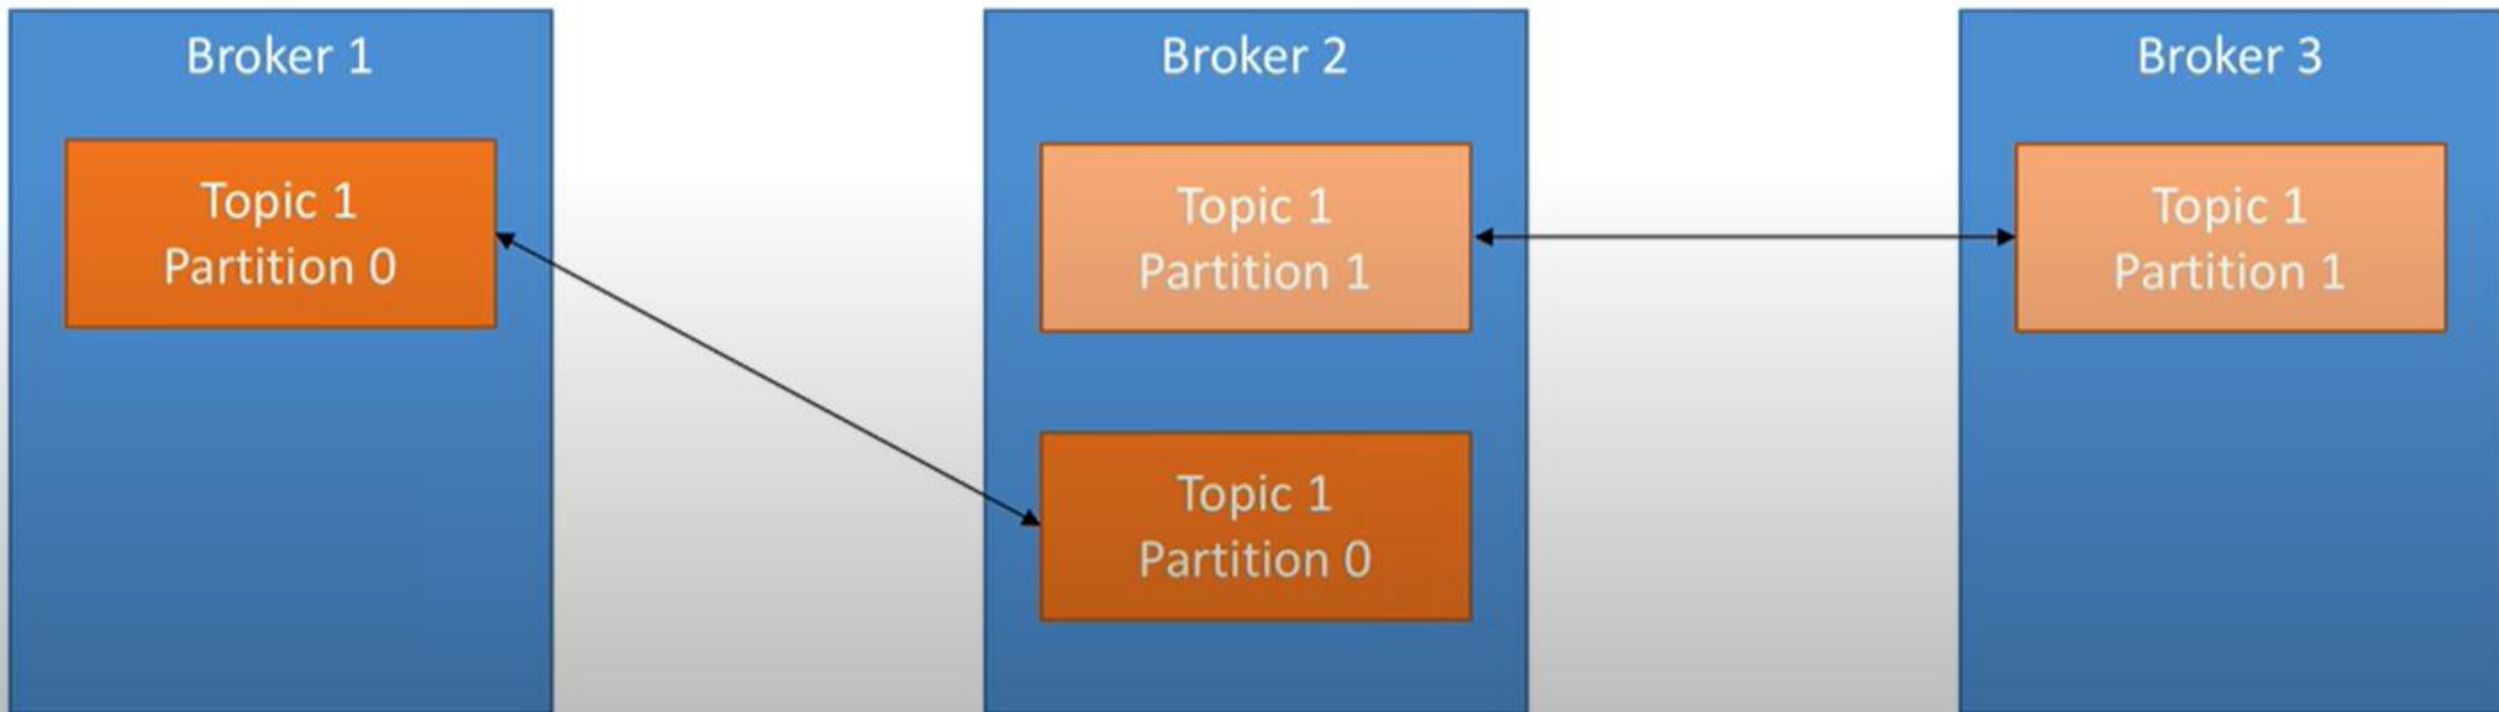 Broker 1
Topic 1
Partition 0
Broker 2
Topic 1
Partition 1
Topic 1
Partition 0
Broker 3
Topic 1
Partition 1